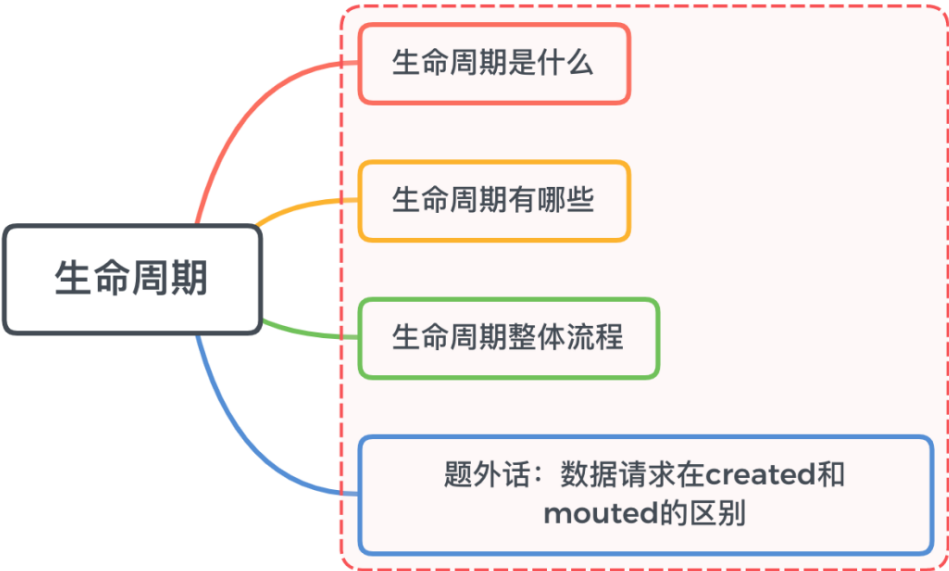 生命周期
生命周期是什么
生命周期有哪些
生命周期整体流程
题外话：数据请求在created和
mouted的区别